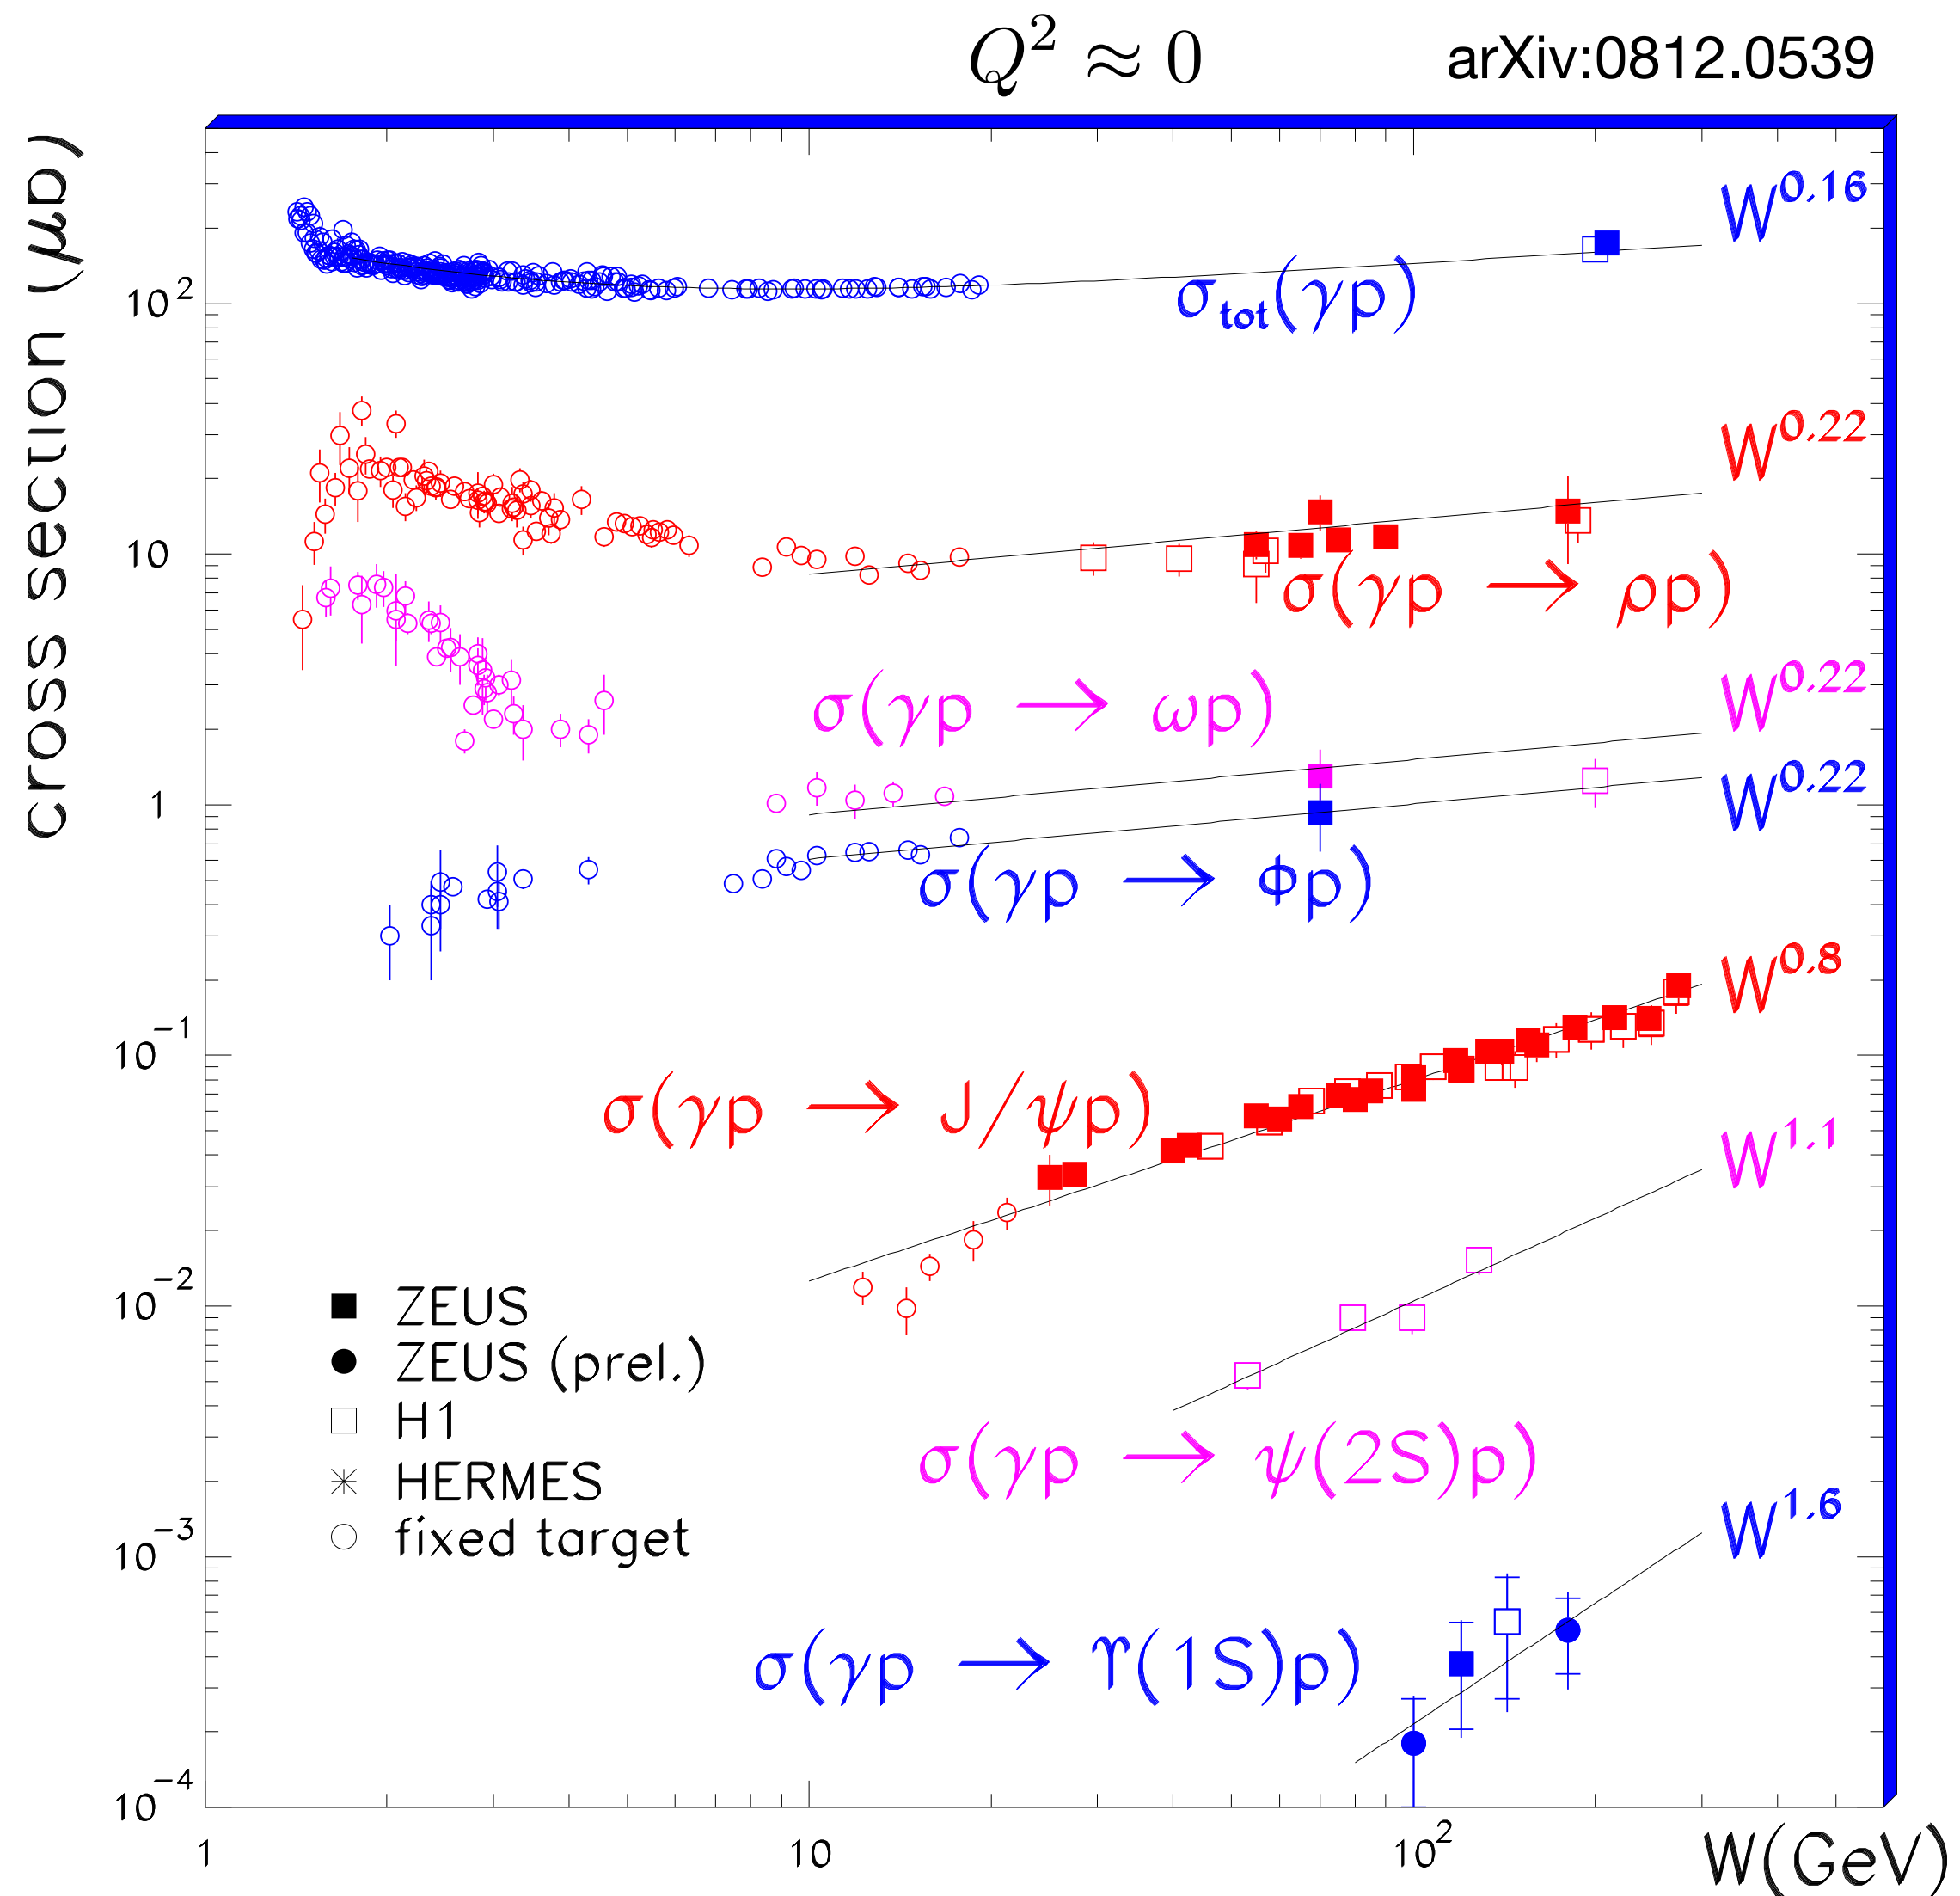 Q² ≈ 0
arXiv:0812.0539
cross section (μb)
10²
10
1
10⁻¹
10⁻²
10⁻³
10⁻⁴
W^0.16
σ_tot(γp)
W^0.22
σ(γp → ρp)
W^0.22
σ(γp → ωp)
W^0.22
σ(γp → Φp)
W^0.8
σ(γp → J/ψp)
W^1.1
σ(γp → ψ(2S)p)
W^1.6
σ(γp → ϒ(1S)p)
ZEUS
ZEUS (prel.)
H1
HERMES
fixed target
1
10
10²
W(GeV)